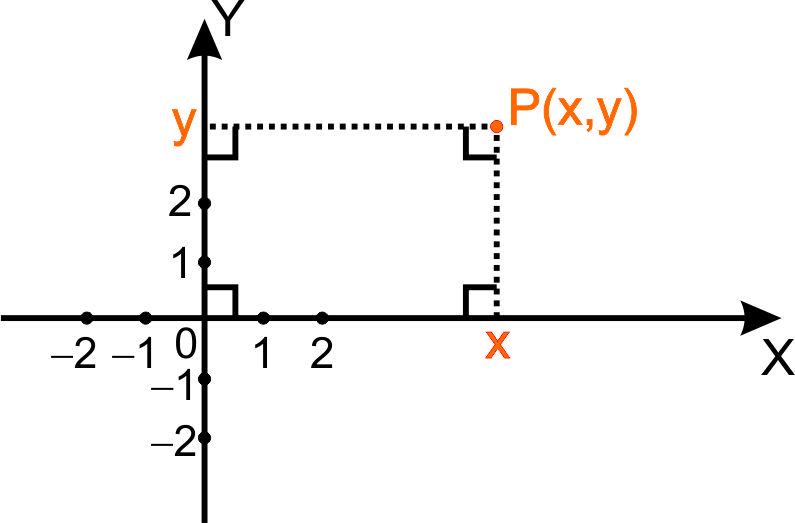 Y
y
P(x,y)
2
1
–2 –1 0 1 2 x X
–1
–2